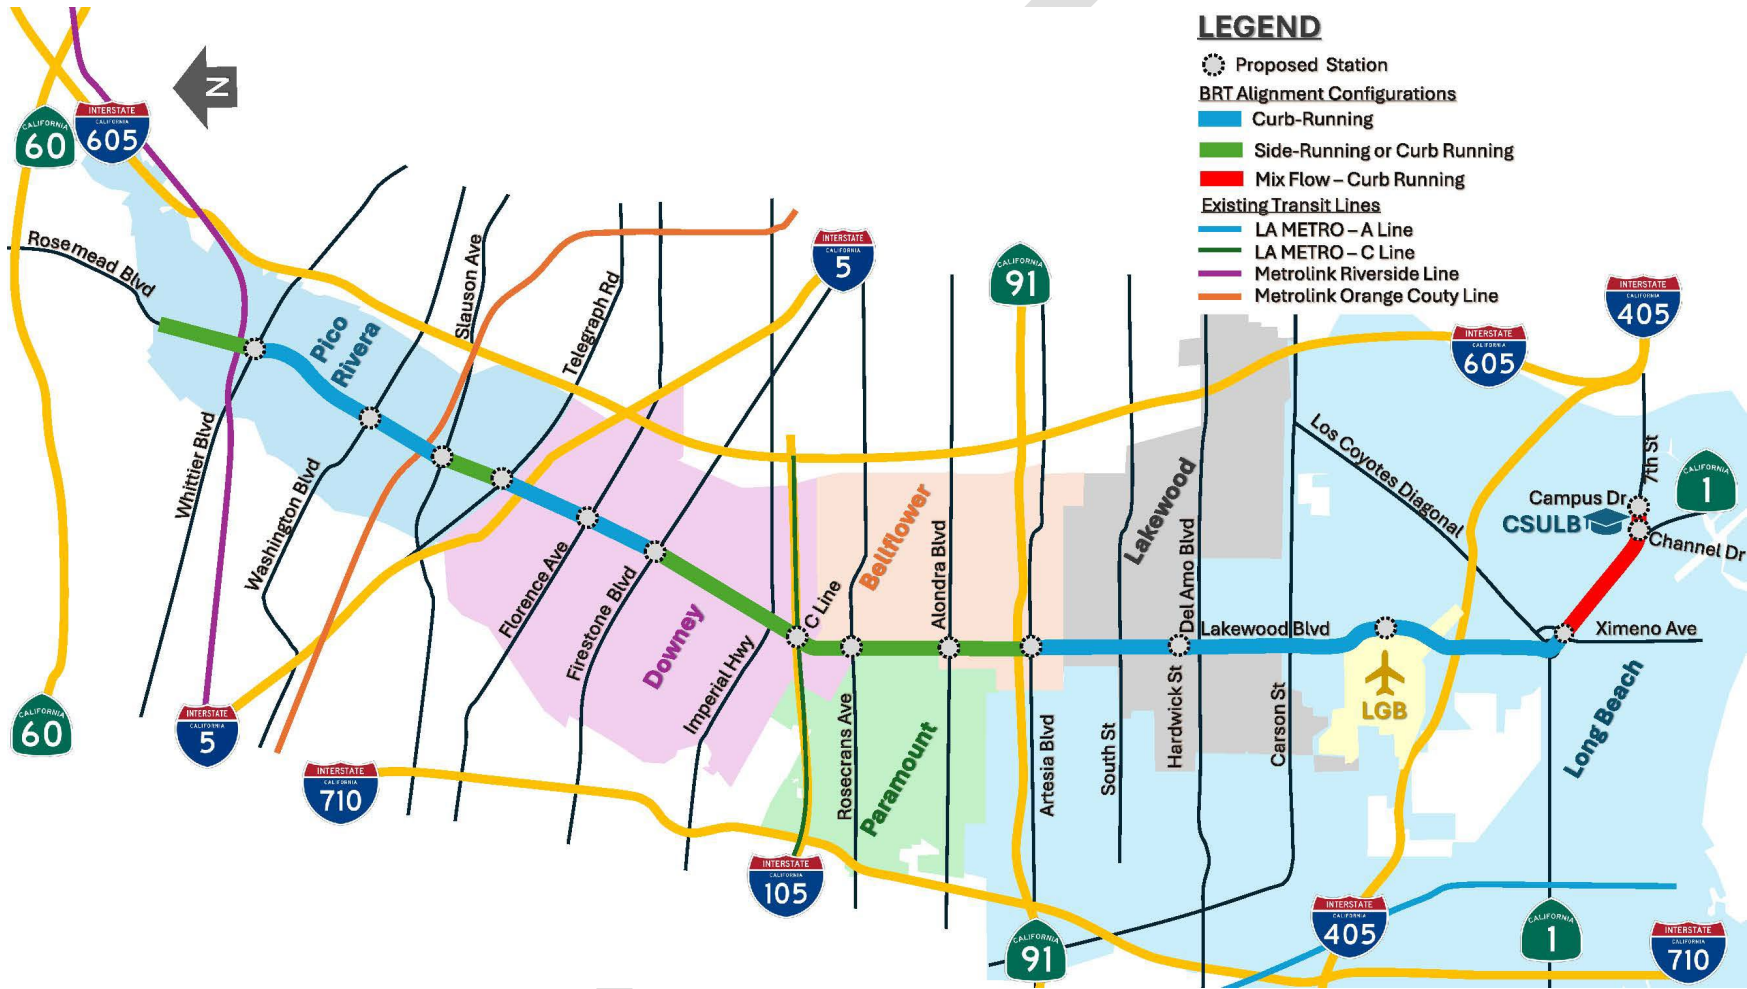 LEGEND
Proposed Station
BRT Alignment Configurations
Curb-Running
Side-Running or Curb Running
Mix Flow – Curb Running
Existing Transit Lines
LA METRO – A Line
LA METRO – C Line
Metrolink Riverside Line
Metrolink Orange Couty Line
N
CALIFORNIA
60
INTERSTATE
CALIFORNIA
605
Rosemead Blvd
Pico
Rivera
Slauson Ave
Telegraph Rd
INTERSTATE
CALIFORNIA
5
CALIFORNIA
91
INTERSTATE
CALIFORNIA
405
INTERSTATE
CALIFORNIA
605
Whittier Blvd
Washington Blvd
Florence Ave
Firestone Blvd
Downey
Imperial Hwy
C Line
Bellflower
Alondra Blvd
Lakewood
Del Amo Blvd
Lakewood Blvd
Los Coyotes Diagonal
7th St
CALIFORNIA
1
Campus Dr
CSULB
Channel Dr
Ximeno Ave
LGB
Long Beach
Rosecrans Ave
Paramount
Artesia Blvd
South St
Hardwick St
Carson St
CALIFORNIA
60
INTERSTATE
CALIFORNIA
5
INTERSTATE
CALIFORNIA
710
INTERSTATE
CALIFORNIA
105
CALIFORNIA
91
INTERSTATE
CALIFORNIA
405
CALIFORNIA
1
INTERSTATE
CALIFORNIA
710